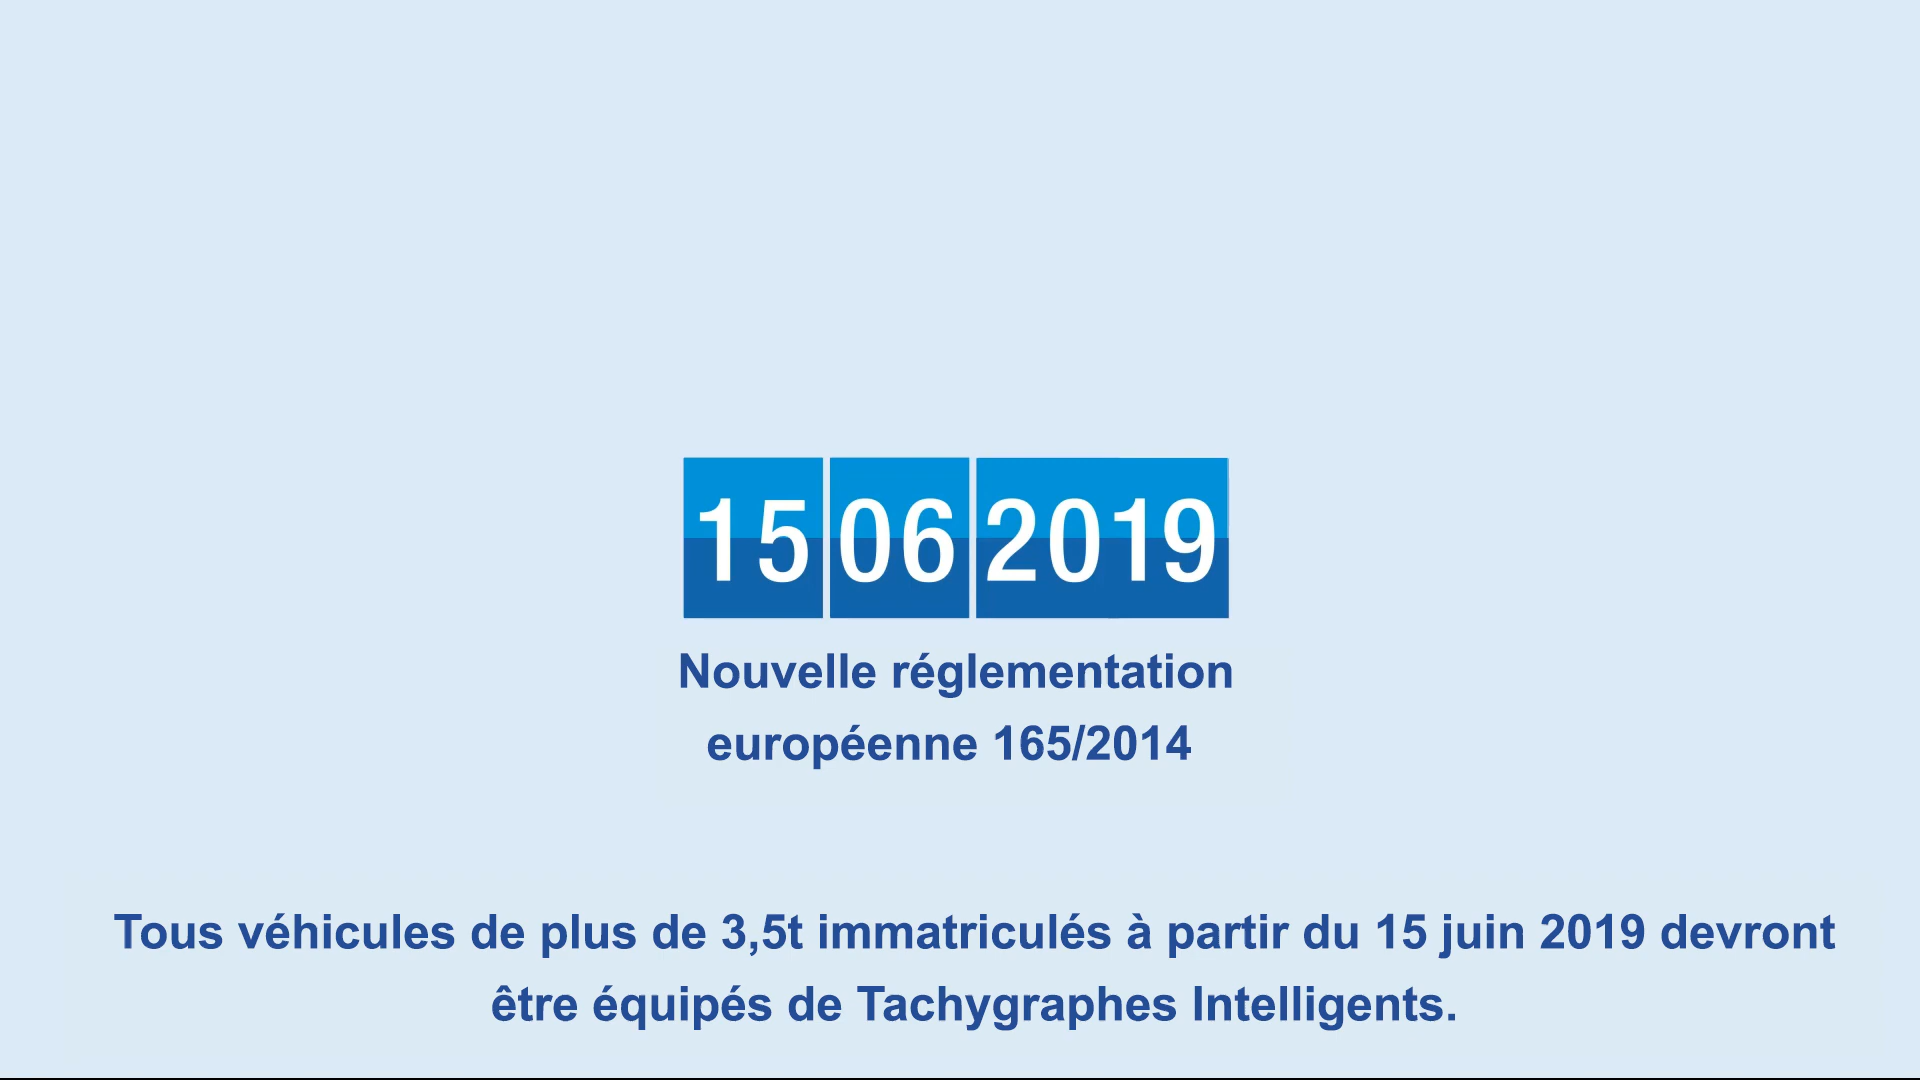 15 06 2019
Nouvelle réglementation
européenne 165/2014
Tous véhicules de plus de 3,5t immatriculés à partir du 15 juin 2019 devront
être équipés de Tachygraphes Intelligents.